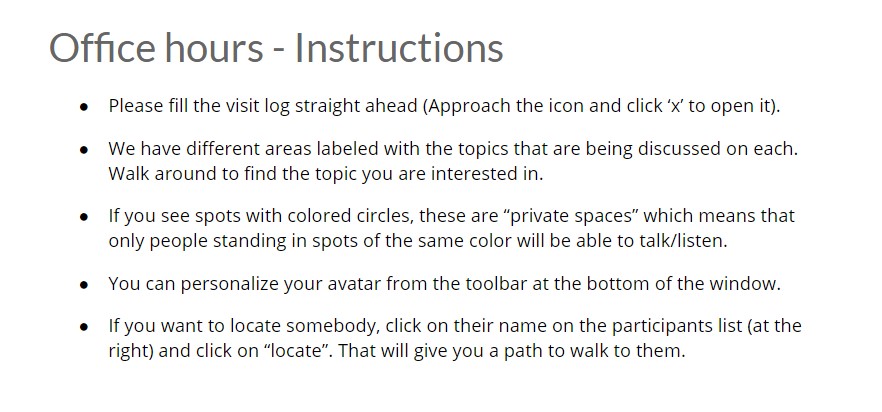 Office hours - Instructions
● Please fill the visit log straight ahead (Approach the icon and click ‘x’ to open it).
● We have different areas labeled with the topics that are being discussed on each.
Walk around to find the topic you are interested in.
● If you see spots with colored circles, these are “private spaces” which means that
only people standing in spots of the same color will be able to talk/listen.
● You can personalize your avatar from the toolbar at the bottom of the window.
● If you want to locate somebody, click on their name on the participants list (at the
right) and click on “locate”. That will give you a path to walk to them.